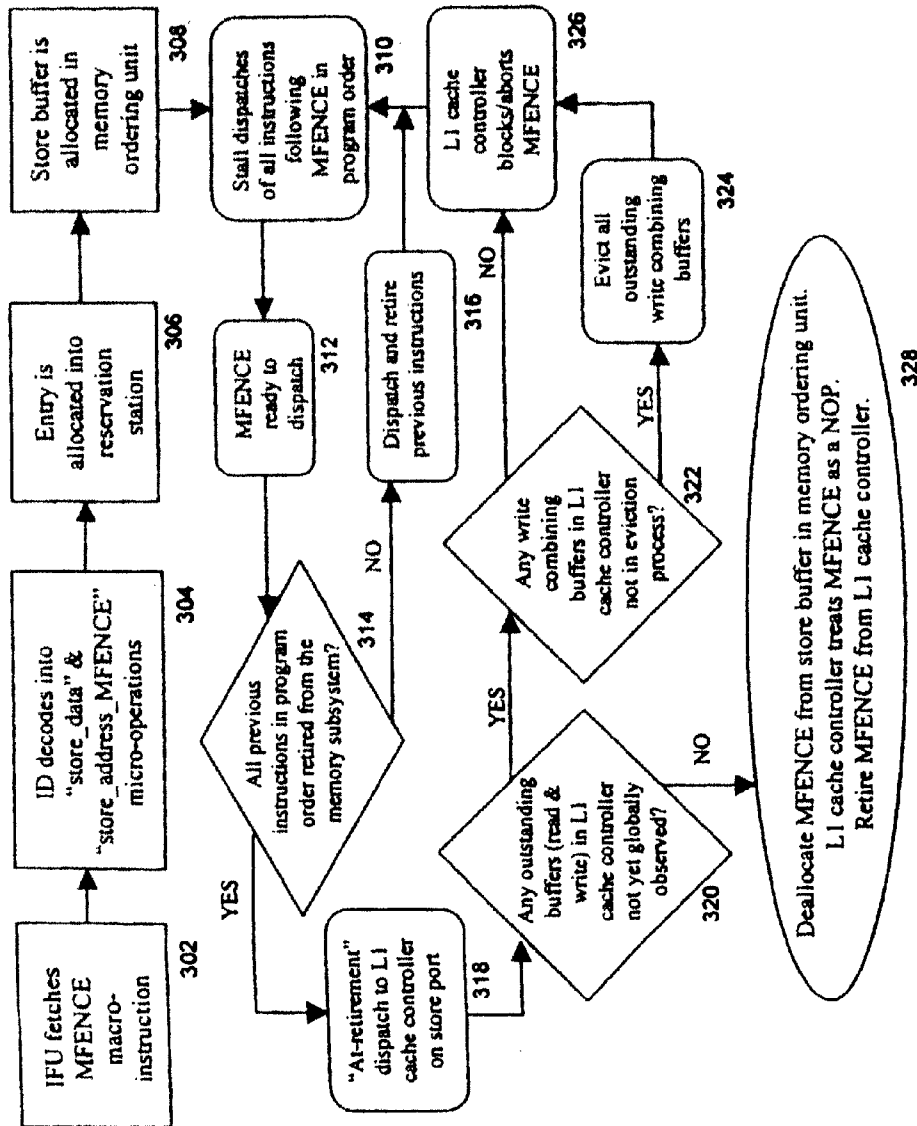 IFU fetches
MFENCE
macro-
instruction
302
ID decodes into
“store_data” &
“store_address_MFENCE”
micro-operations
304
Entry is
allocated into
reservation
station
306
Store buffer is
allocated in
memory
ordering unit
308
Stall dispatches
of all instructions
following
MFENCE in
program order
310
MFENCE
ready to
dispatch
312
All previous
instructions in program
order retired from the
memory subsystem?
314
NO
Dispatch and retire
previous instructions
316
YES
“At-retirement”
dispatch to L1
cache controller
on store port
318
Any outstanding
buffers (read &
write) in L1
cache controller
not yet globally
observed?
320
YES
NO
Any write
combining
buffers in L1
cache controller
not in eviction
process?
322
NO
YES
Evict all
outstanding
write combining
buffers
324
L1 cache
controller
blocks/aborts
MFENCE
326
Deallocate MFENCE from store buffer in memory ordering unit.
L1 cache controller treats MFENCE as a NOP.
Retire MFENCE from L1 cache controller.
328